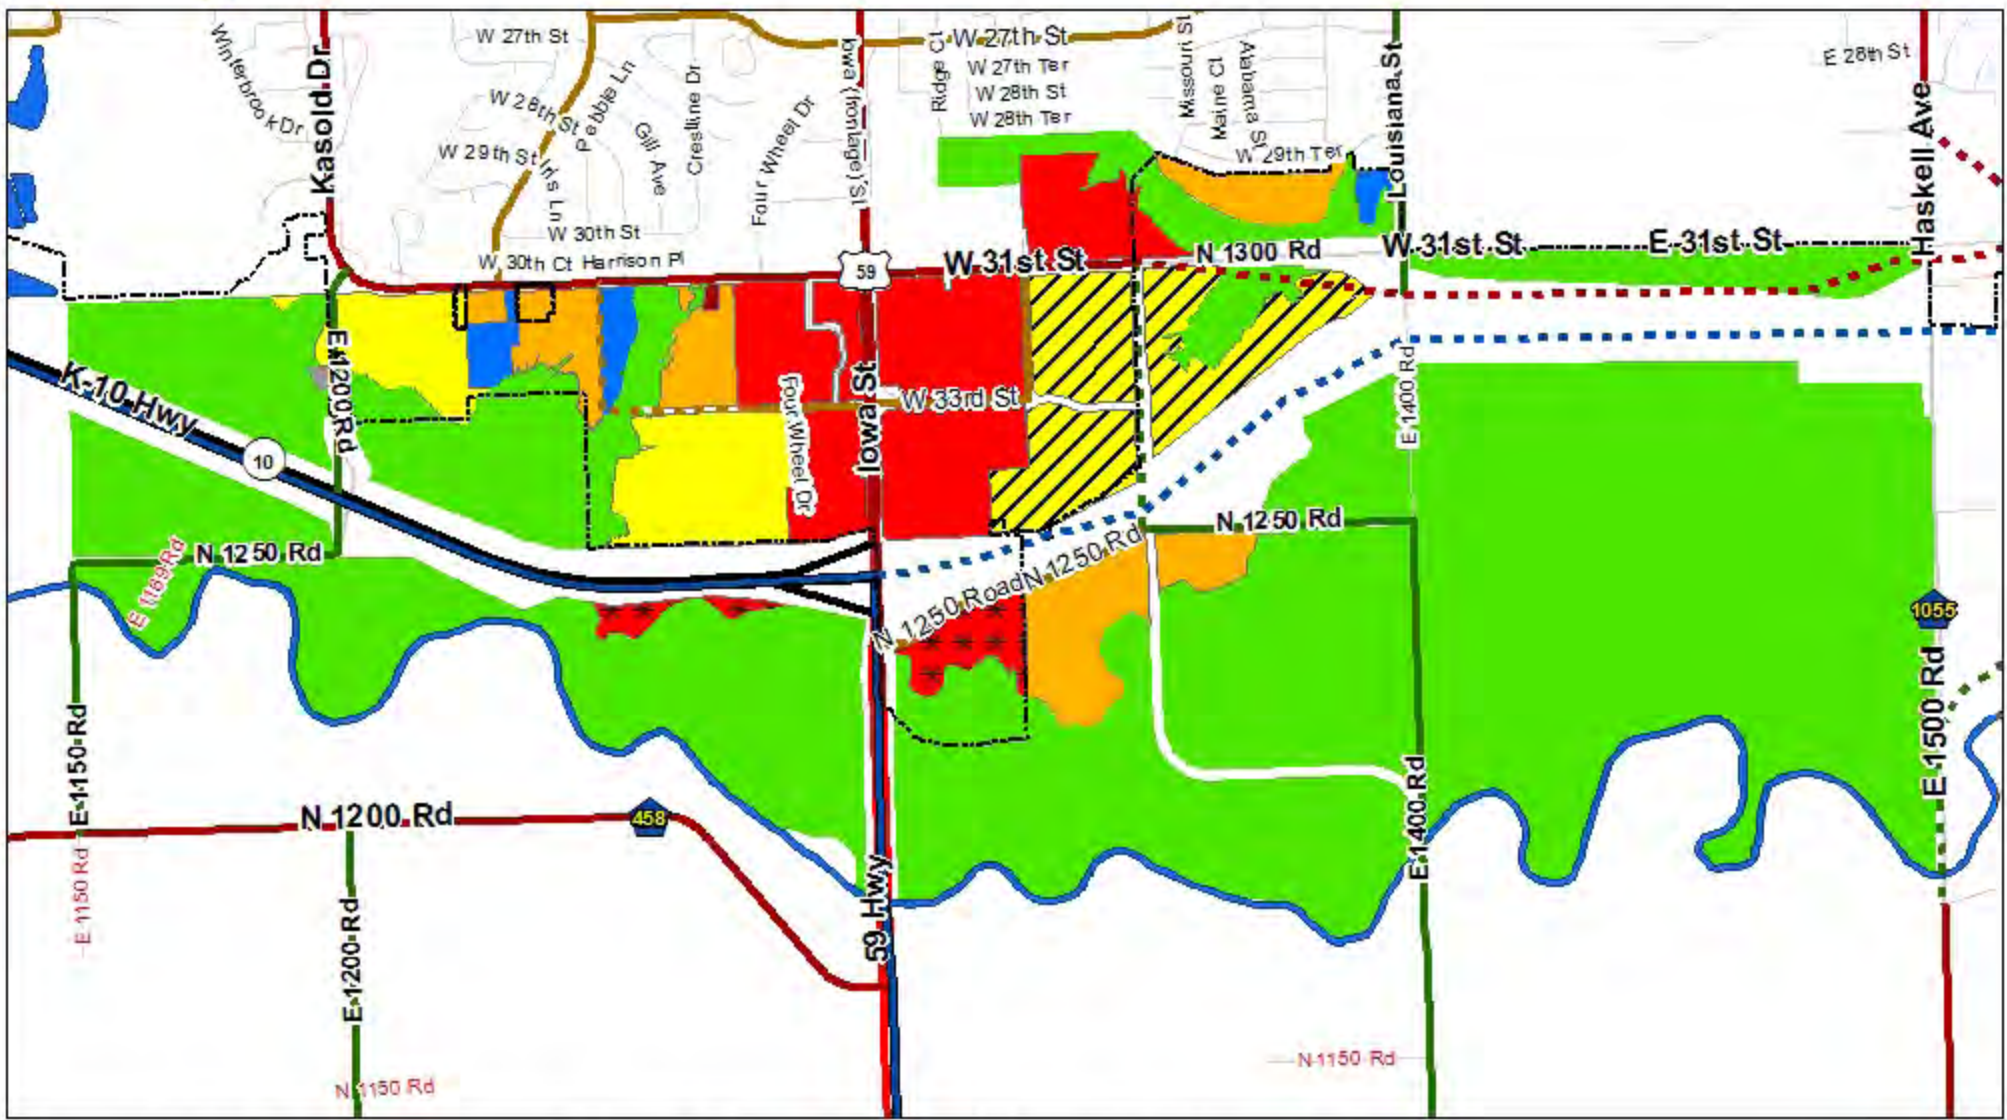 Winterbrook Dr
Kasold Dr
W 27th St
W 28th St
Pebble Ln
Gill Ave
Crestline Dr
Four Wheel Dr
W 29th St
Iris Ln
W 30th St
W 30th Ct
Harrison Pl
Iowa (frontage) St
Ridge Ct
W 27th St
W 27th Ter
W 28th St
W 28th Ter
Missouri St
Maine Ct
Alabama St
W 29th Ter
Louisiana St
E 28th St
Haskell Ave
59
W 31st St
N 1300 Rd
W 31st St
E 31st St
K-10 Hwy
10
E 1200 Rd
Four Wheel Dr
Iowa St
W 33rd St
E 1400 Rd
N 1250 Rd
E 1189 Rd
N 1250 Road
N 1250 Rd
N 1250 Rd
1055
E 1500 Rd
E 1150 Rd
N 1200 Rd
458
E 1150 Rd
E 1200 Rd
59 Hwy
E 1400 Rd
N 1150 Rd
N 1150 Rd